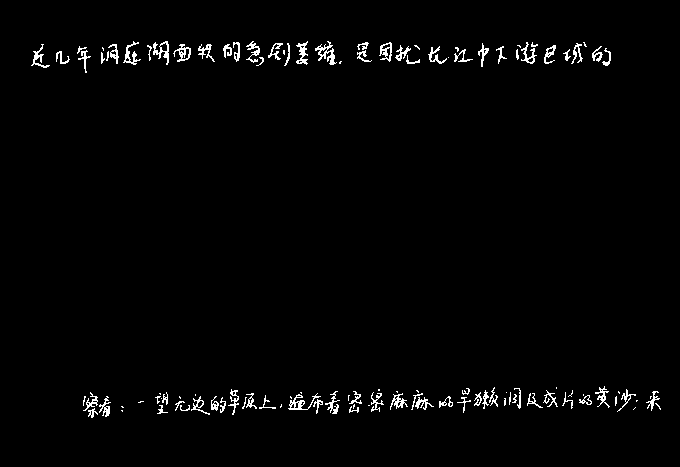 近几年洞庭湖面积的急剧萎缩,是困扰长江中下游区域的
察看:一望无边的草原上,遍布着密密麻麻的旱獭洞及成片的黄沙;来